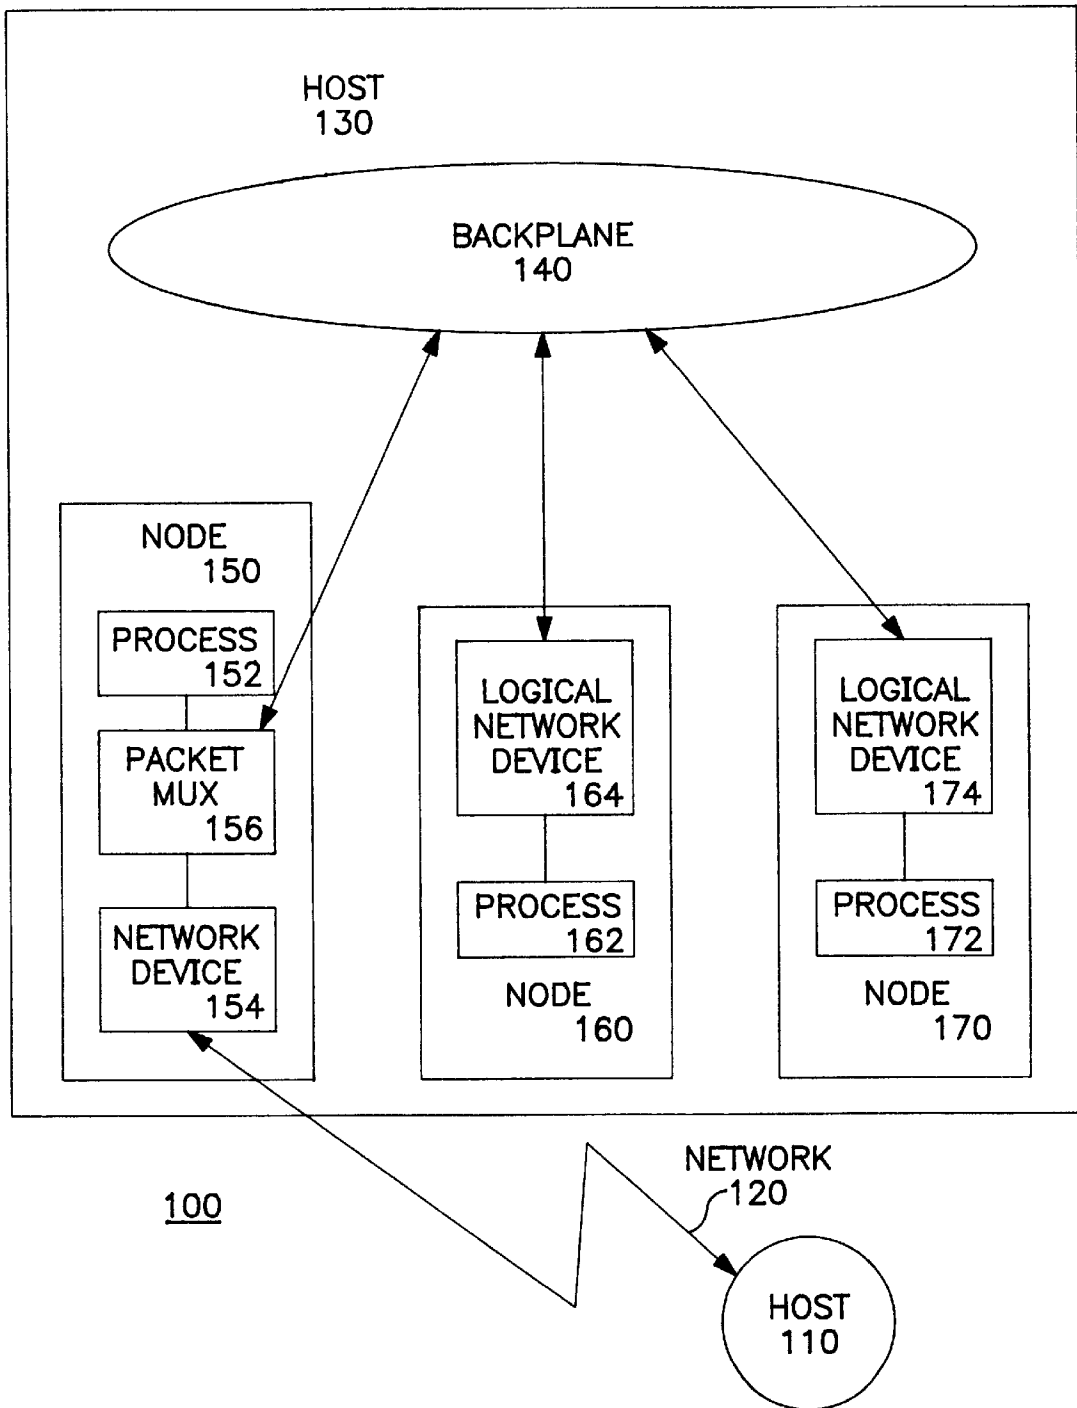 HOST
130
BACKPLANE
140
NODE
150
PROCESS
152
PACKET
MUX
156
NETWORK
DEVICE
154
LOGICAL
NETWORK
DEVICE
164
PROCESS
162
NODE
160
LOGICAL
NETWORK
DEVICE
174
PROCESS
172
NODE
170
100
NETWORK
120
HOST
110